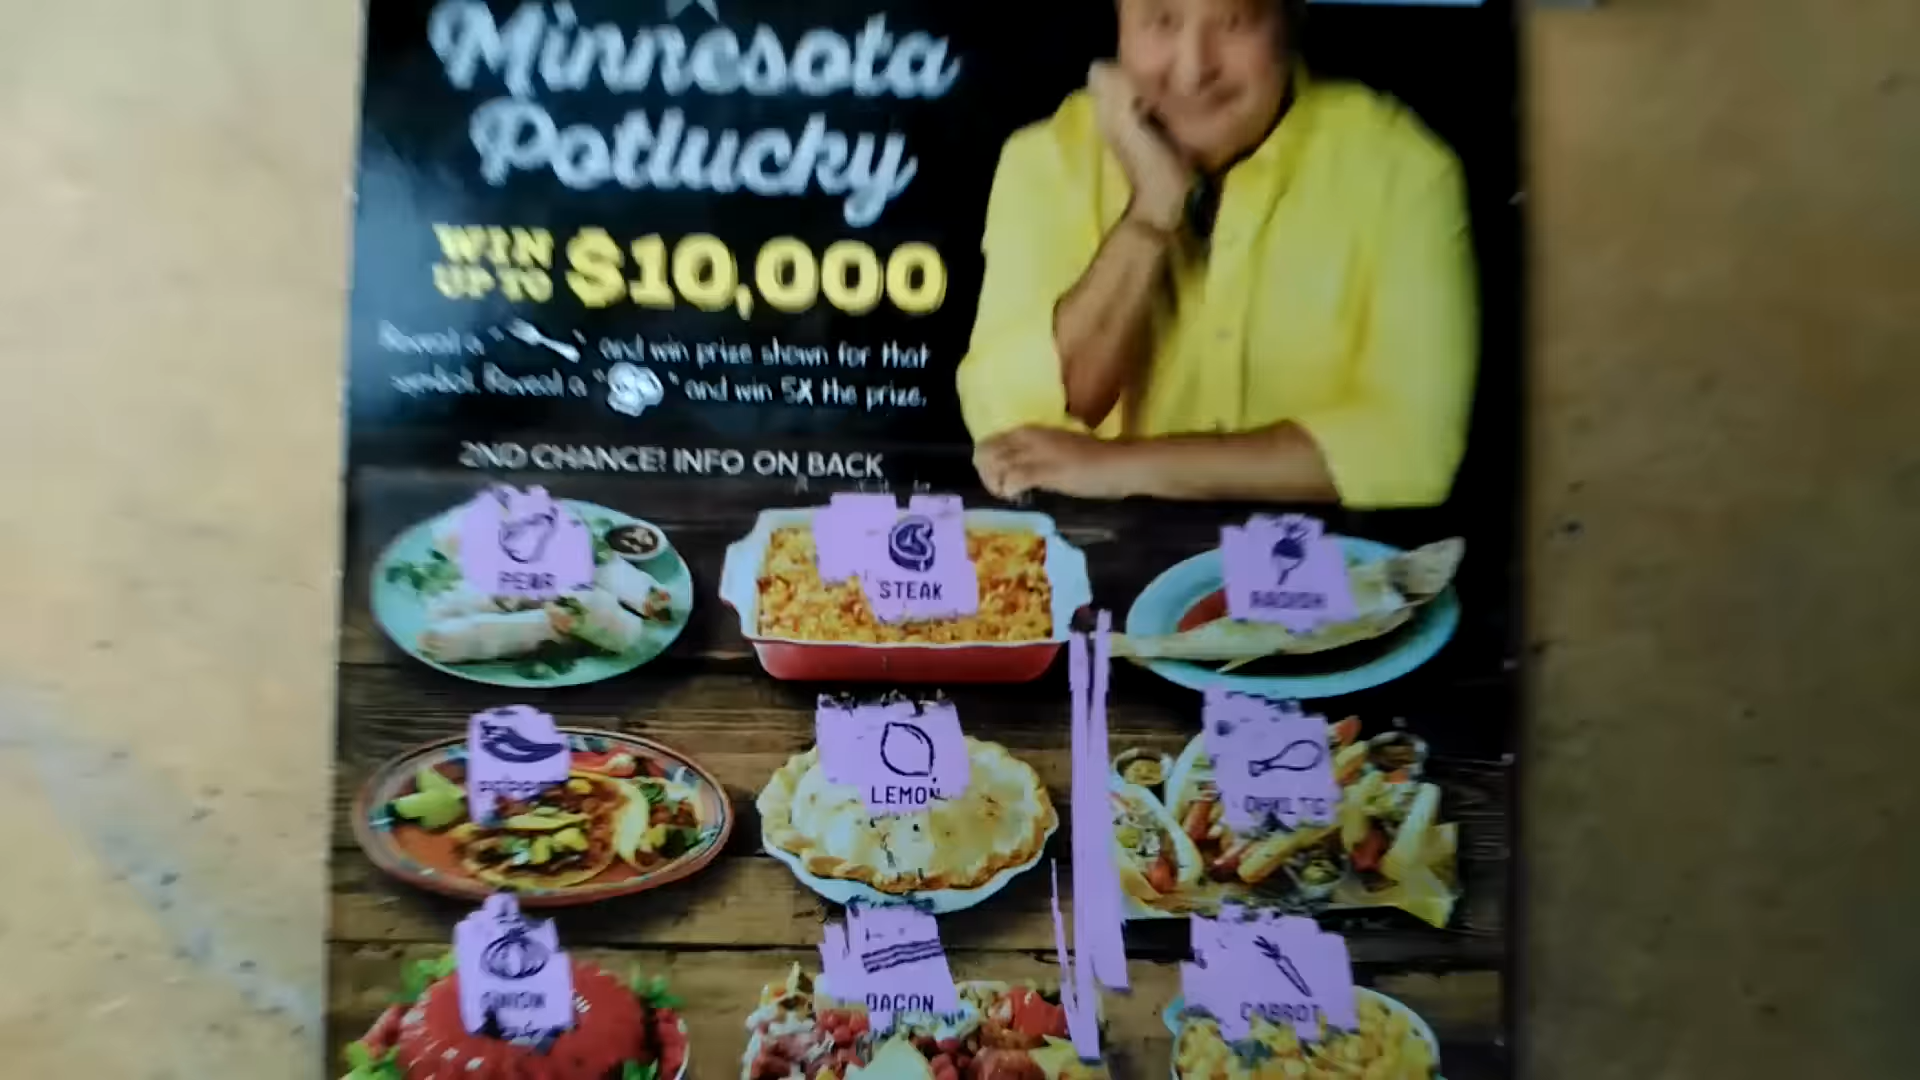 Minnesota
Potlucky
WIN
UP TO $10,000
Reveal a " " and win prize shown for that
symbol. Reveal a " " and win 5X the prize.
2ND CHANCE! INFO ON BACK
PEAR STEAK RADISH
LEMON
ONION BACON CARROT